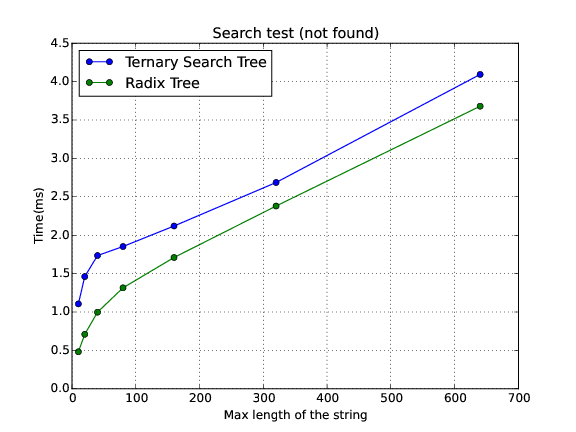 Search test (not found)
4.5
4.0
3.5
3.0
2.5
2.0
1.5
1.0
0.5
0.0
Time(ms)
Ternary Search Tree
Radix Tree
0 100 200 300 400 500 600 700
Max length of the string